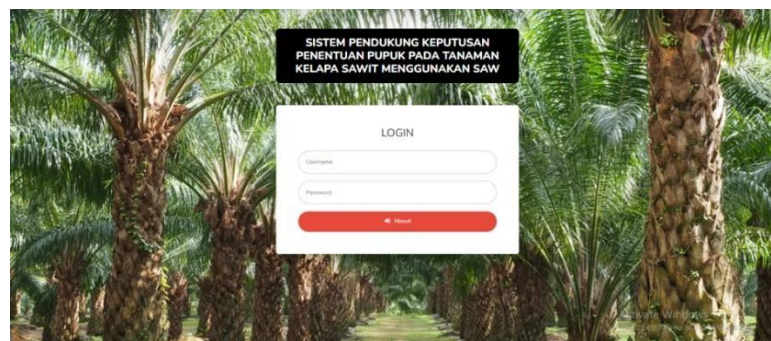 SISTEM PENDUKUNG KEPUTUSAN
PENENTUAN PUPUK PADA TANAMAN
KELAPA SAWIT MENGGUNAKAN SAW
LOGIN
Username
Password
Masuk
Activate Windows